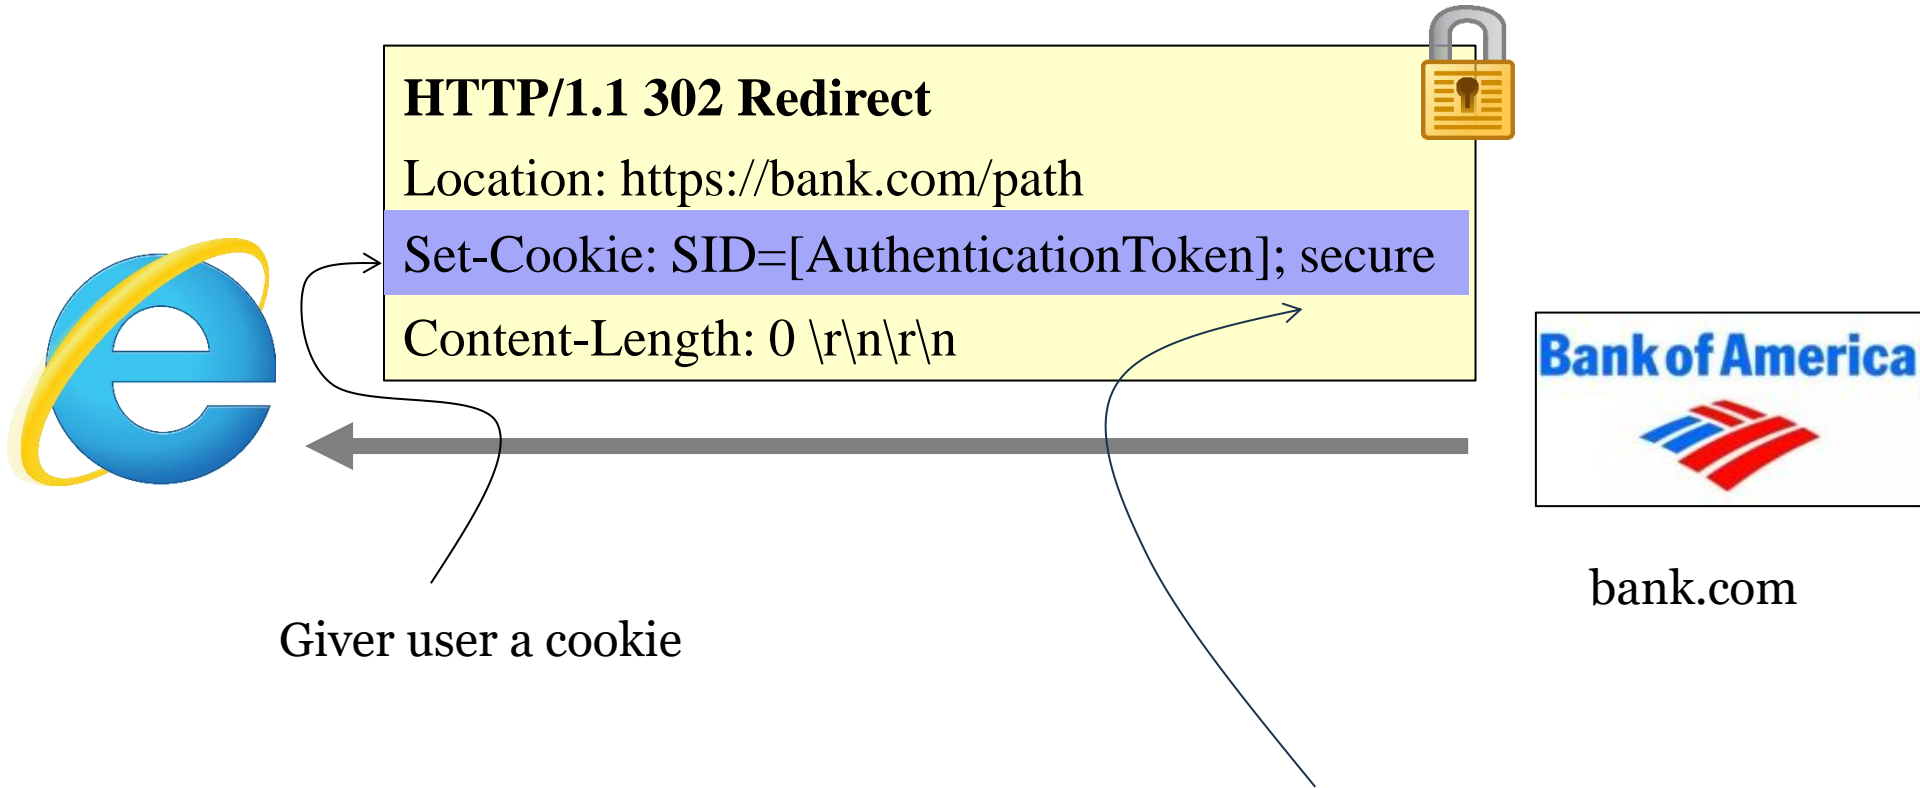 HTTP/1.1 302 Redirect
Location: https://bank.com/path
Set-Cookie: SID=[AuthenticationToken]; secure
Content-Length: 0 \r\n\r\n
Bank of America
bank.com
Giver user a cookie